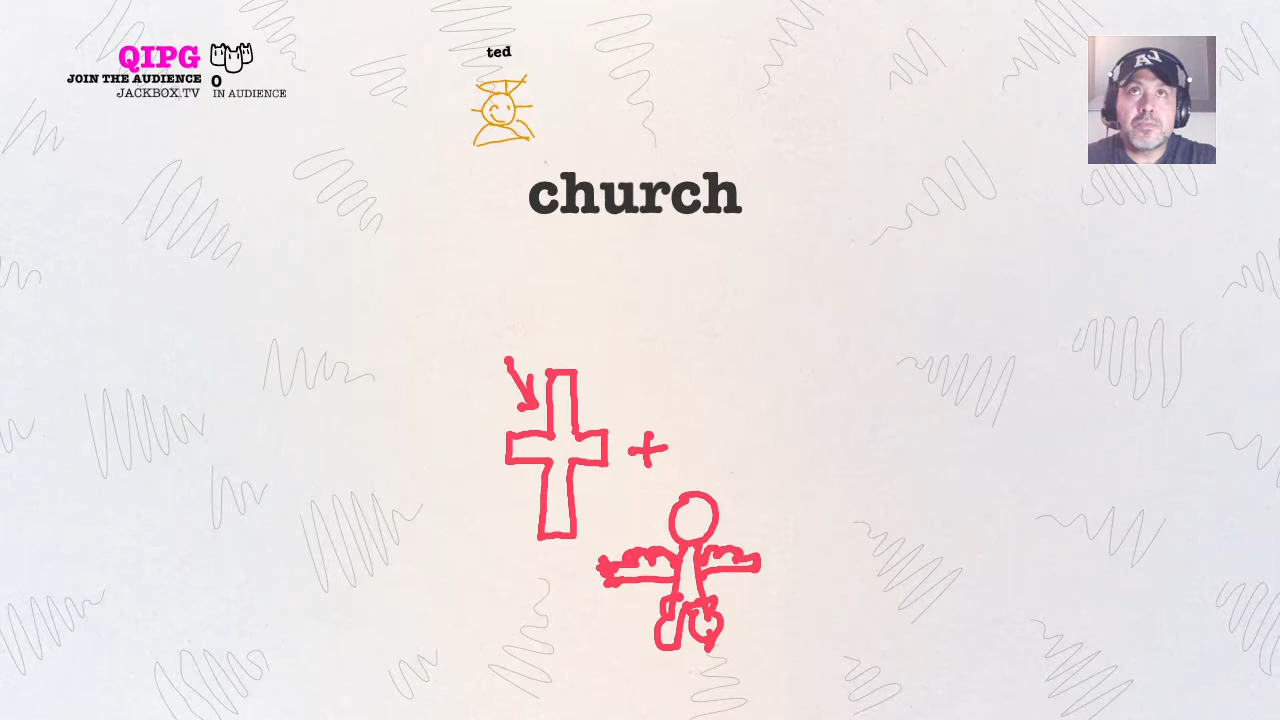 QIPG
JOIN THE AUDIENCE
JACKBOX.TV
0
IN AUDIENCE
ted
church